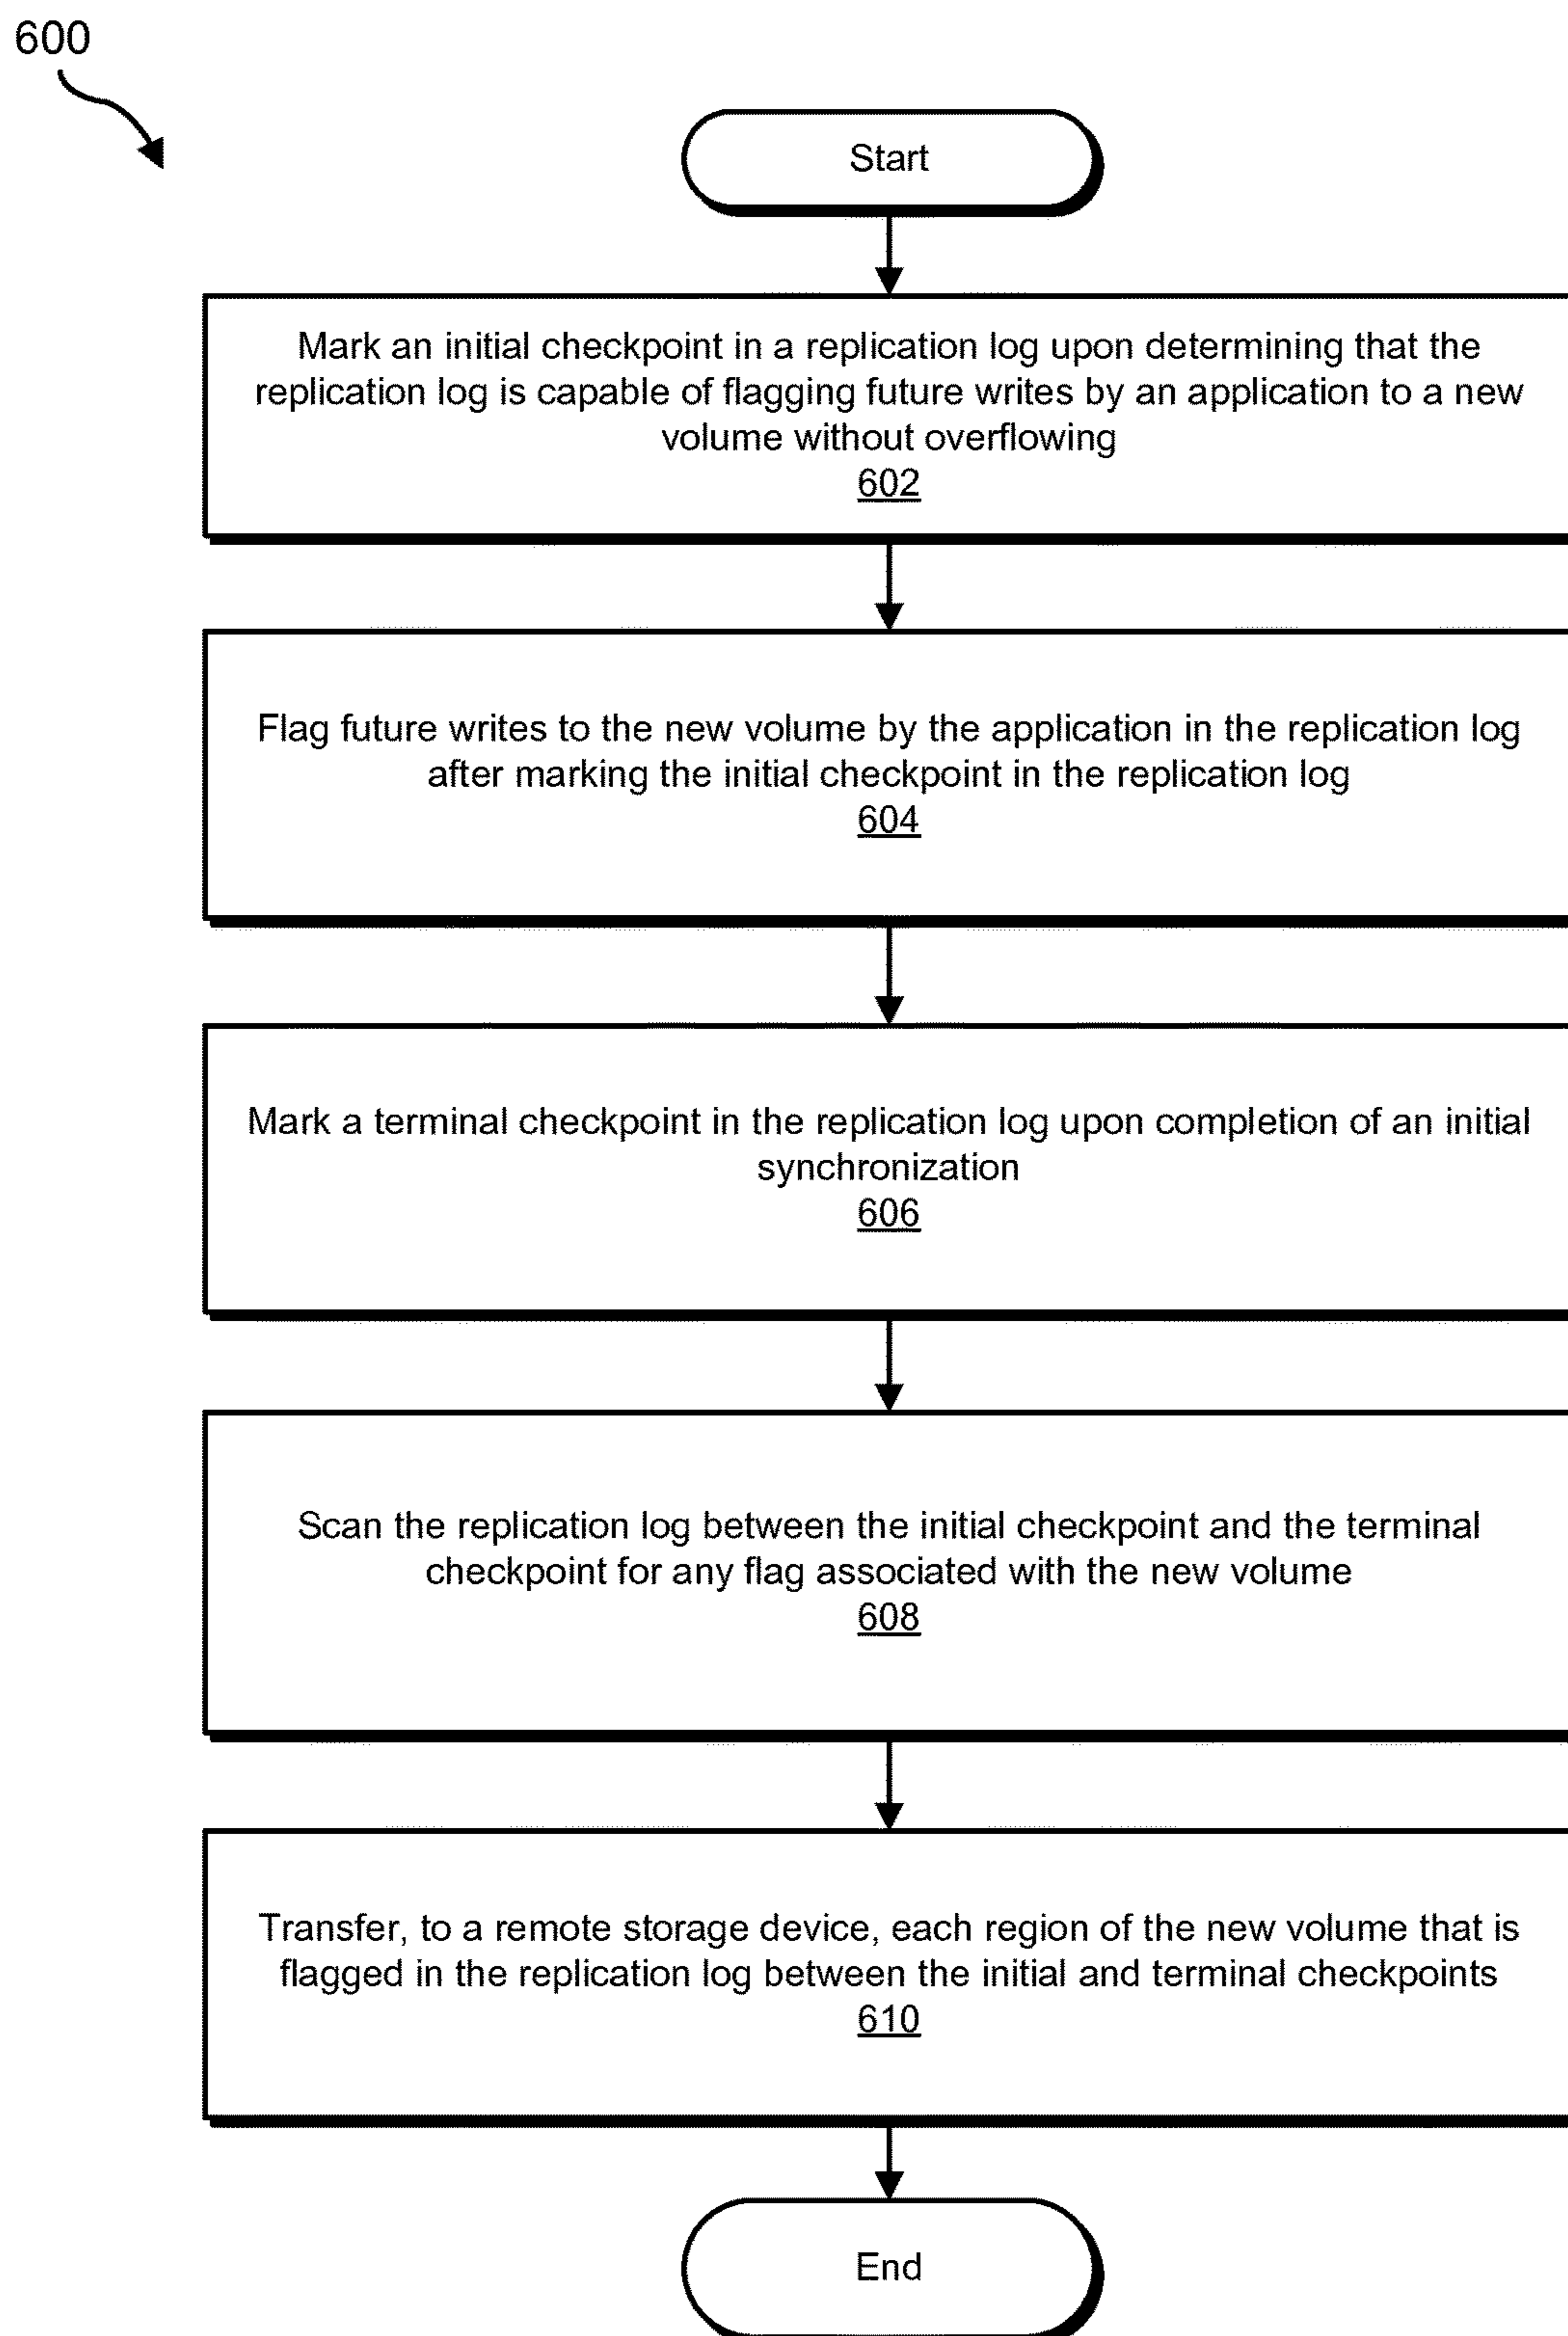 600
Start
Mark an initial checkpoint in a replication log upon determining that the
replication log is capable of flagging future writes by an application to a new
volume without overflowing
602
Flag future writes to the new volume by the application in the replication log
after marking the initial checkpoint in the replication log
604
Mark a terminal checkpoint in the replication log upon completion of an initial
synchronization
606
Scan the replication log between the initial checkpoint and the terminal
checkpoint for any flag associated with the new volume
608
Transfer, to a remote storage device, each region of the new volume that is
flagged in the replication log between the initial and terminal checkpoints
610
End